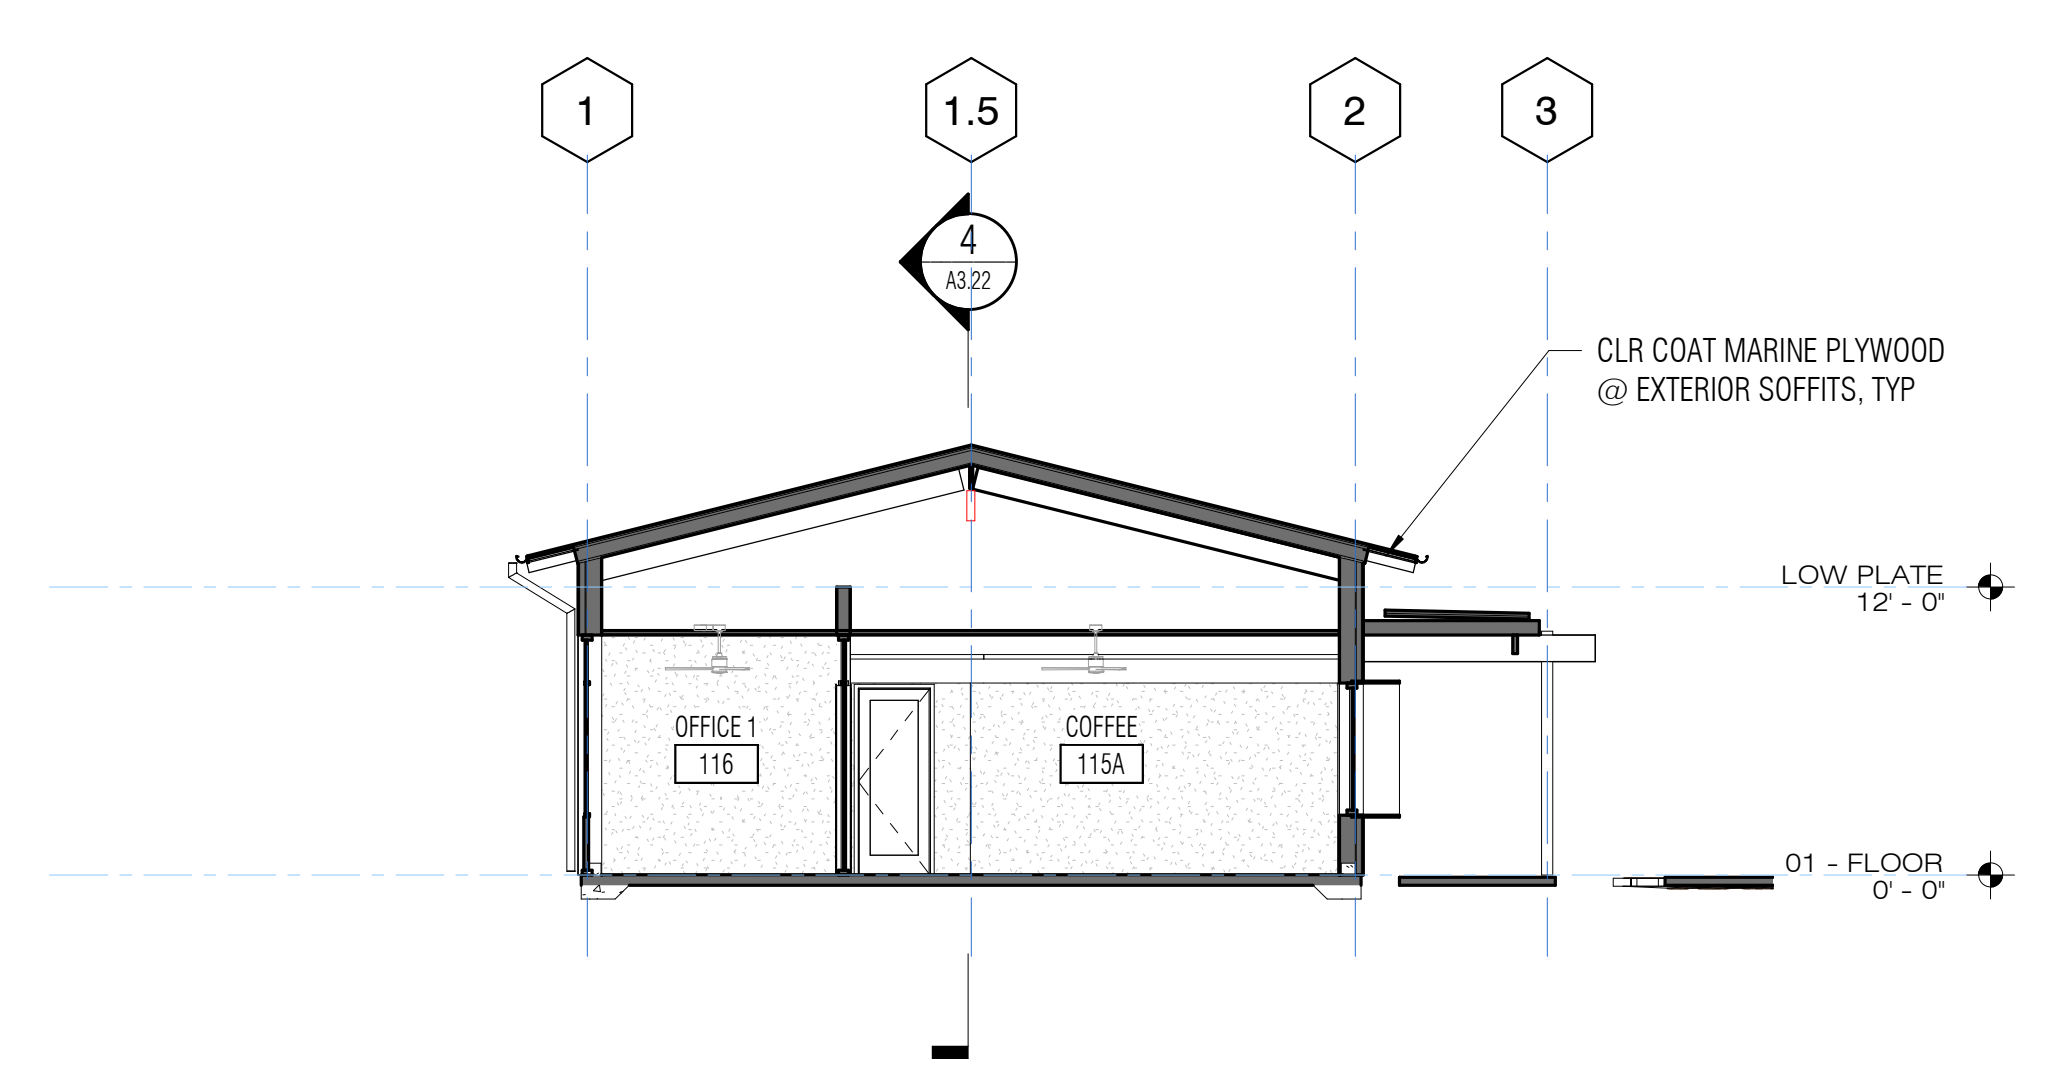 1
1.5
2
3
4
A3.22
CLR COAT MARINE PLYWOOD
@ EXTERIOR SOFFITS, TYP
LOW PLATE
12' - 0"
OFFICE 1
116
COFFEE
115A
01 - FLOOR
0' - 0"